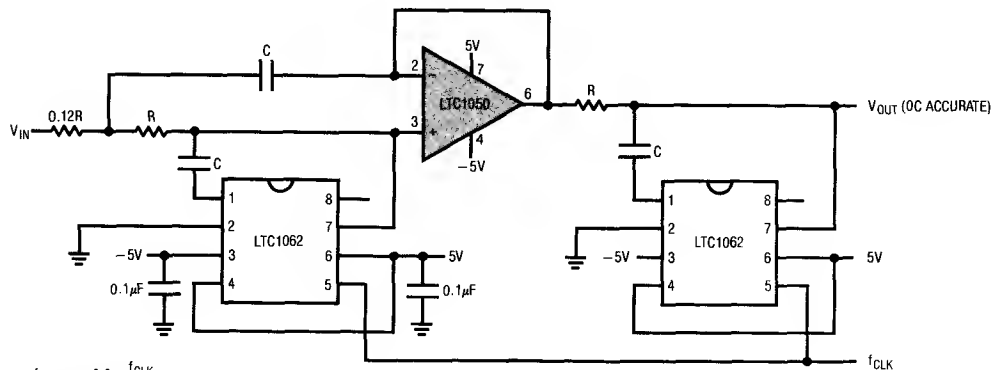 C
5V
2
−
7
LTC1050
6
R
0.12R
R
V_IN
3
+
4
−5V
V_OUT (OC ACCURATE)
C
C
1
8
1
8
2
7
2
7
LTC1062
LTC1062
−5V
3
6
5V
−5V
3
6
5V
0.1µF
4
5
0.1µF
4
5
f_CLK
f_CLK